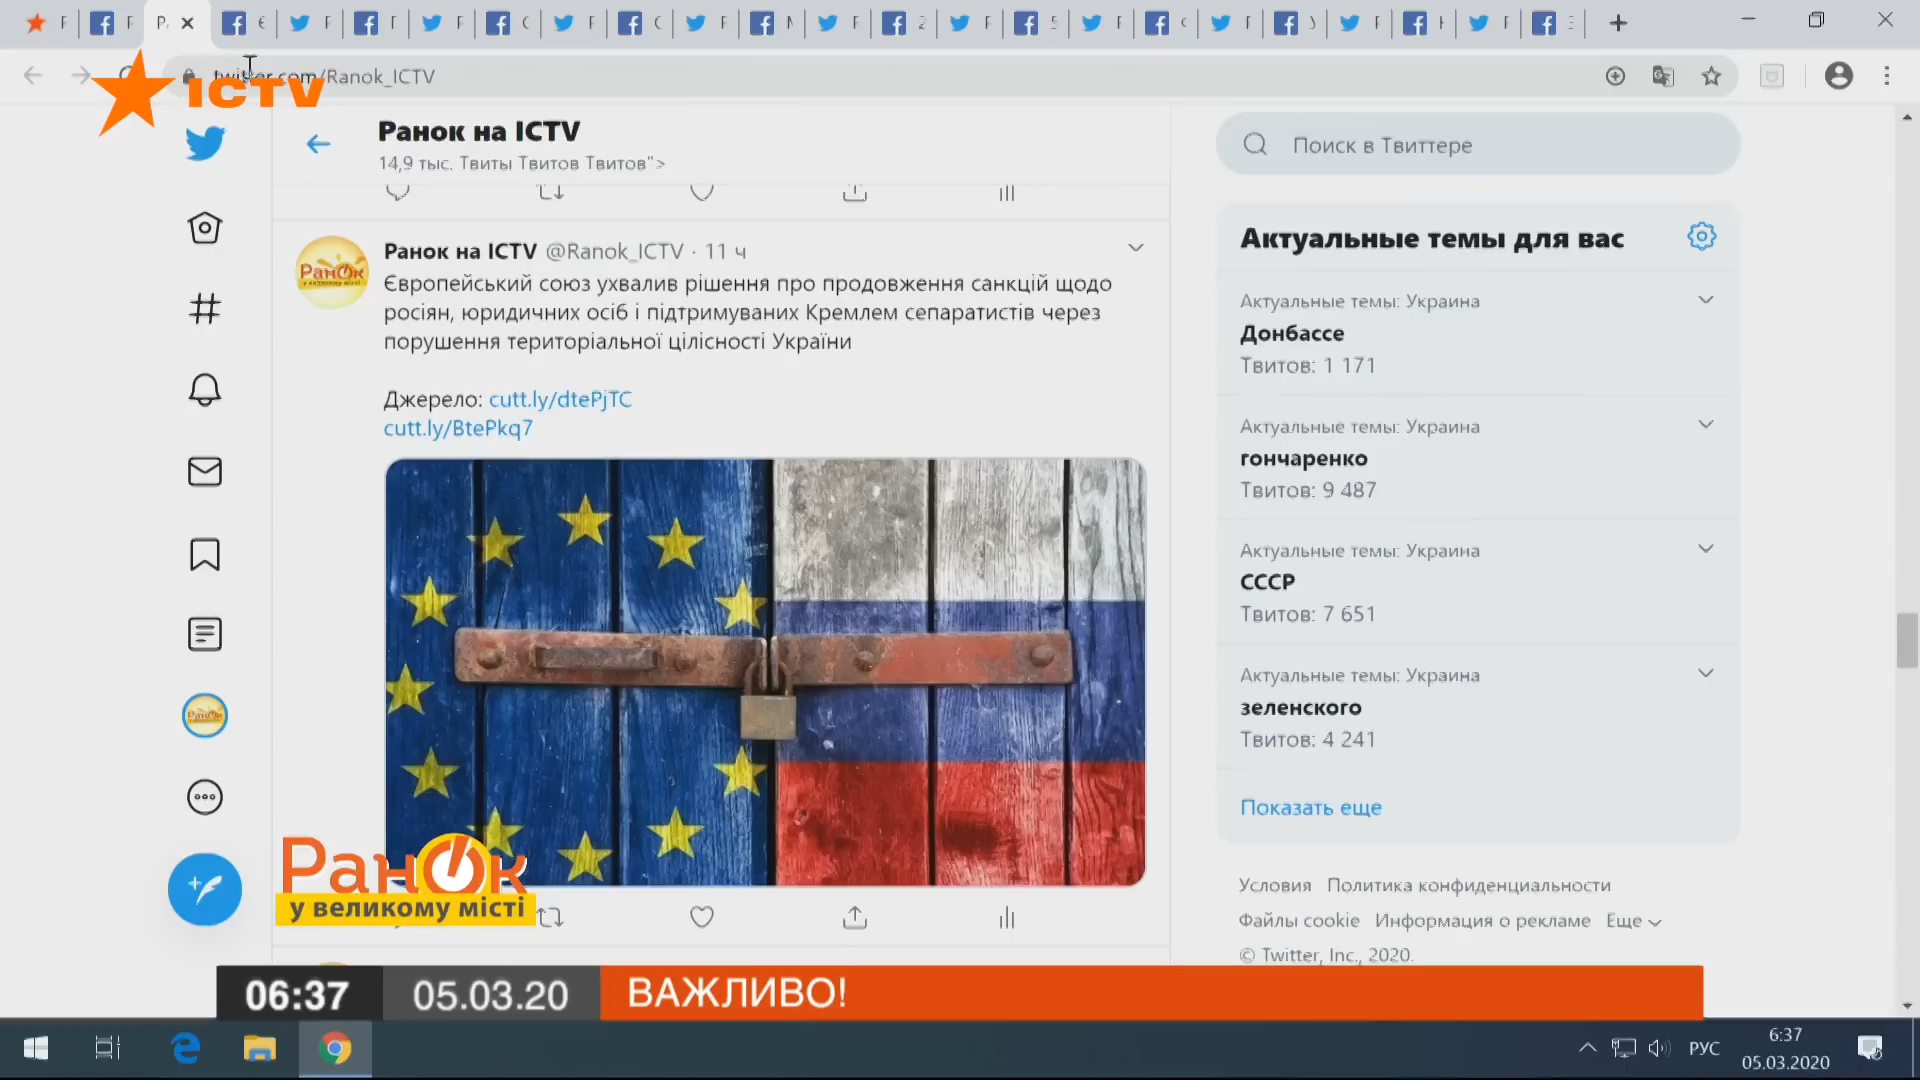 twitter.com/Ranok_ICTV
ICTV
Ранок на ICTV
14,9 тыс. Твиты Твитов Твитов">
Поиск в Твиттере
Ранок на ICTV @Ranok_ICTV · 11 ч
Європейський союз ухвалив рішення про продовження санкцій щодо
росіян, юридичних осіб і підтримуваних Кремлем сепаратистів через
порушення територіальної цілісності України
Джерело: cutt.ly/dtePjTC
cutt.ly/BtePkq7
Актуальные темы для вас
Актуальные темы: Украина
Донбассе
Твитов: 1 171
Актуальные темы: Украина
гончаренко
Твитов: 9 487
Актуальные темы: Украина
СССР
Твитов: 7 651
Актуальные темы: Украина
зеленского
Твитов: 4 241
Показать еще
Условия Политика конфиденциальности
Файлы cookie Информация о рекламе Еще
© Twitter, Inc., 2020.
Ранок
у великому місті
06:37 05.03.20 ВАЖЛИВО!
РУС
6:37
05.03.2020